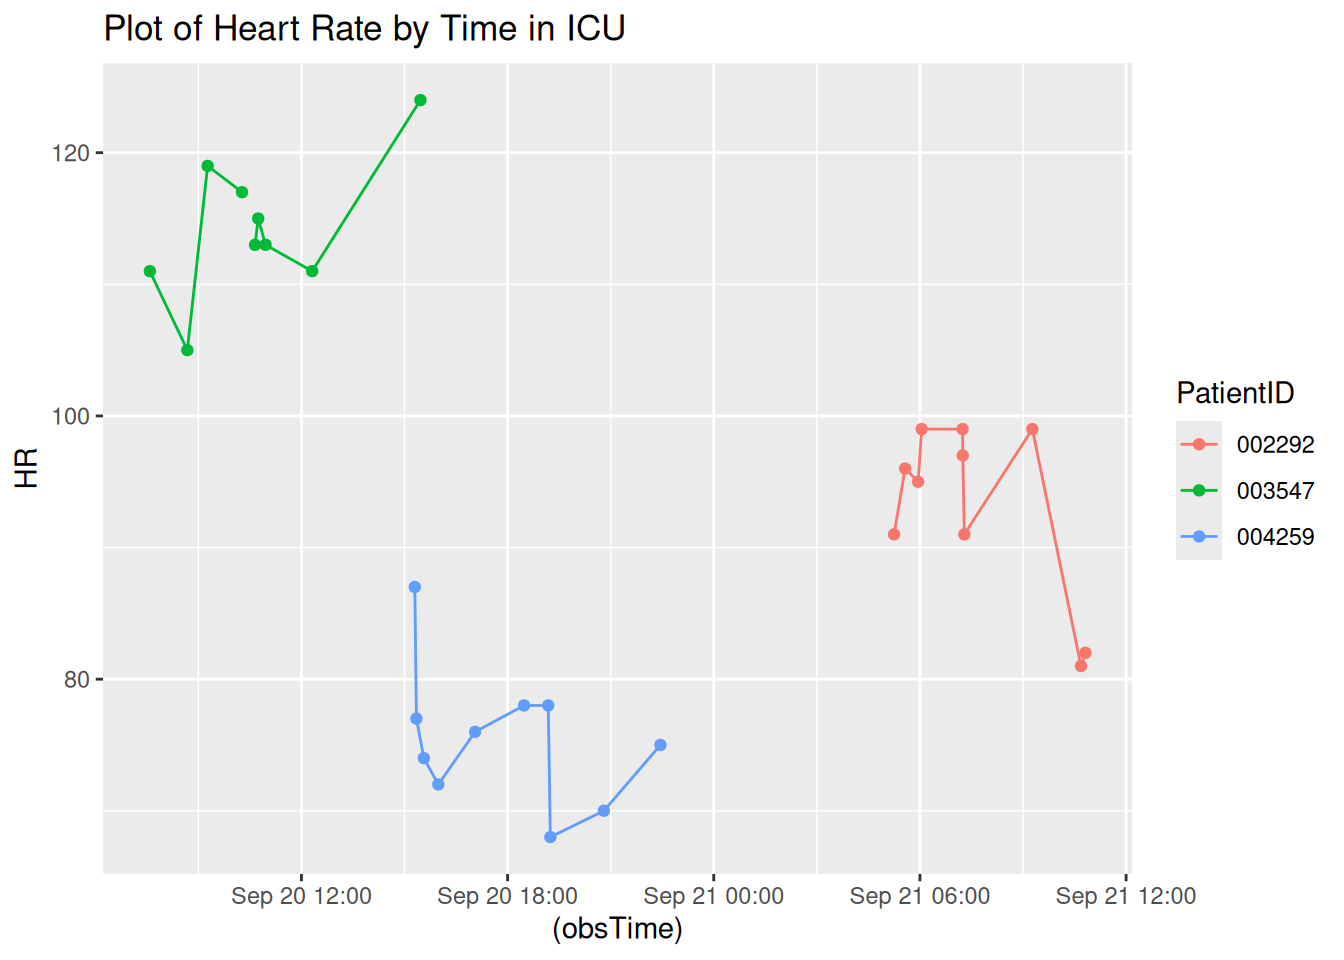 Plot of Heart Rate by Time in ICU
120
100
80
HR
Sep 20 12:00
Sep 20 18:00
Sep 21 00:00
Sep 21 06:00
Sep 21 12:00
(obsTime)
PatientID
002292
003547
004259